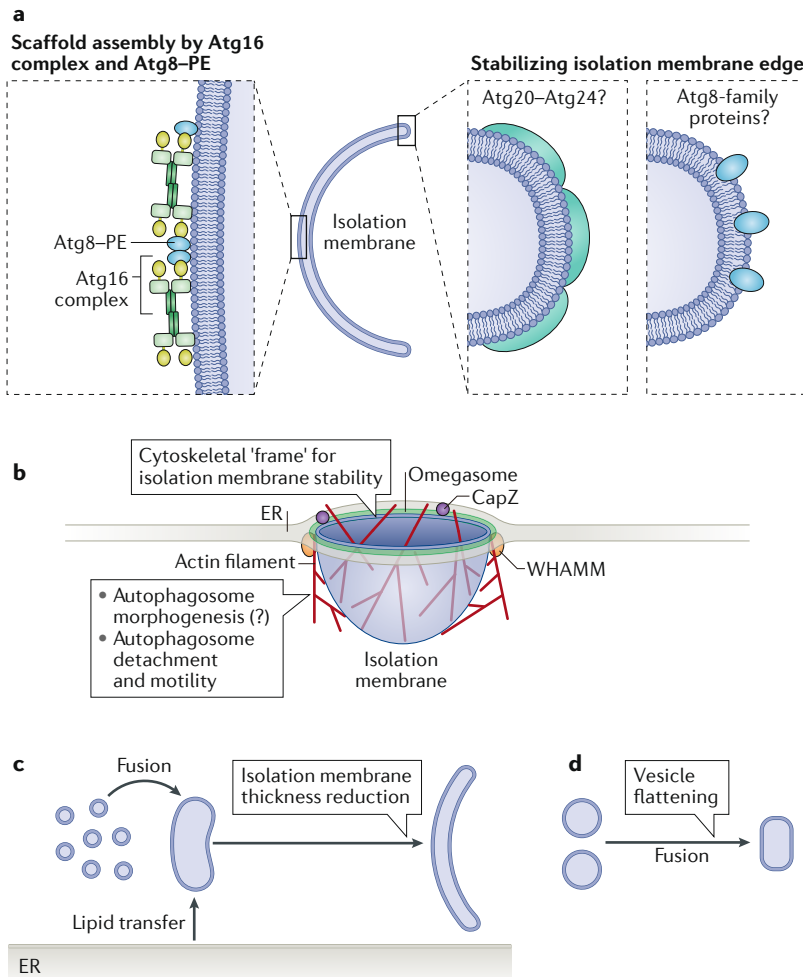 a
Scaffold assembly by Atg16
complex and Atg8–PE
Stabilizing isolation membrane edge
Atg20–Atg24?
Atg8-family
proteins?
Isolation
membrane
Atg8–PE
Atg16
complex
b
Cytoskeletal 'frame' for
isolation membrane stability
Omegasome
CapZ
ER
Actin filament
WHAMM
• Autophagosome
morphogenesis (?)
• Autophagosome
detachment
and motility
Isolation
membrane
c
Fusion
Isolation membrane
thickness reduction
Lipid transfer
ER
d
Vesicle
flattening
Fusion